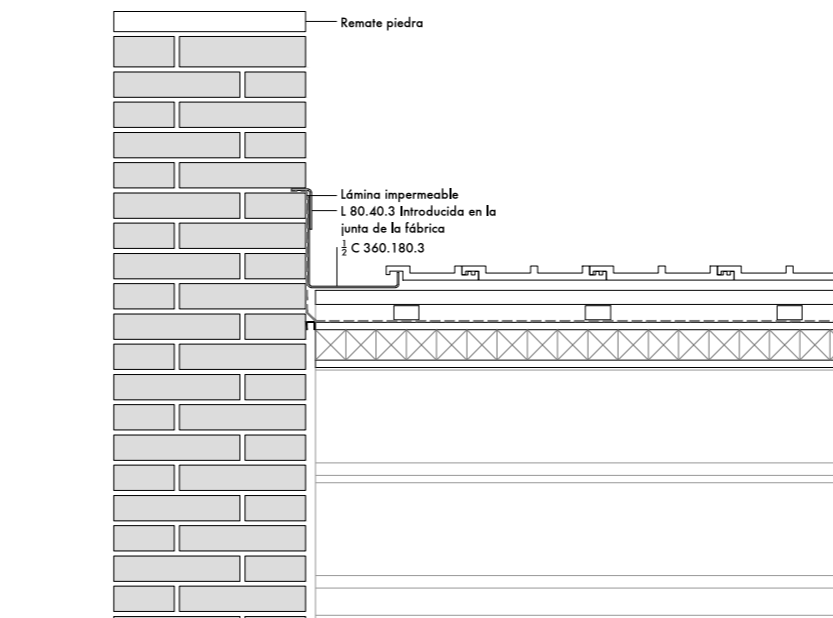 Remate piedra
Lámina impermeable
L 80.40.3 Introducida en la
junta de la fábrica
½ C 360.180.3